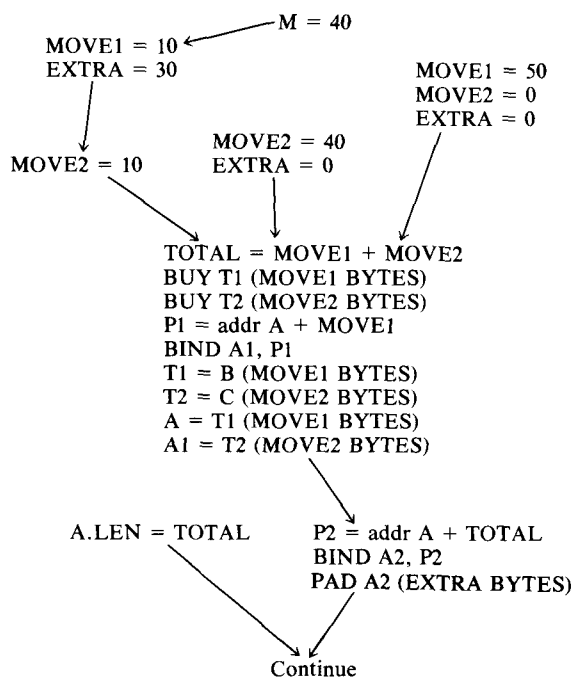 M = 40
MOVE1 = 10
EXTRA = 30
MOVE1 = 50
MOVE2 = 0
EXTRA = 0
MOVE2 = 40
EXTRA = 0
MOVE2 = 10
TOTAL = MOVE1 + MOVE2
BUY T1 (MOVE1 BYTES)
BUY T2 (MOVE2 BYTES)
P1 = addr A + MOVE1
BIND A1, P1
T1 = B (MOVE1 BYTES)
T2 = C (MOVE2 BYTES)
A = T1 (MOVE1 BYTES)
A1 = T2 (MOVE2 BYTES)
A.LEN = TOTAL
P2 = addr A + TOTAL
BIND A2, P2
PAD A2 (EXTRA BYTES)
Continue